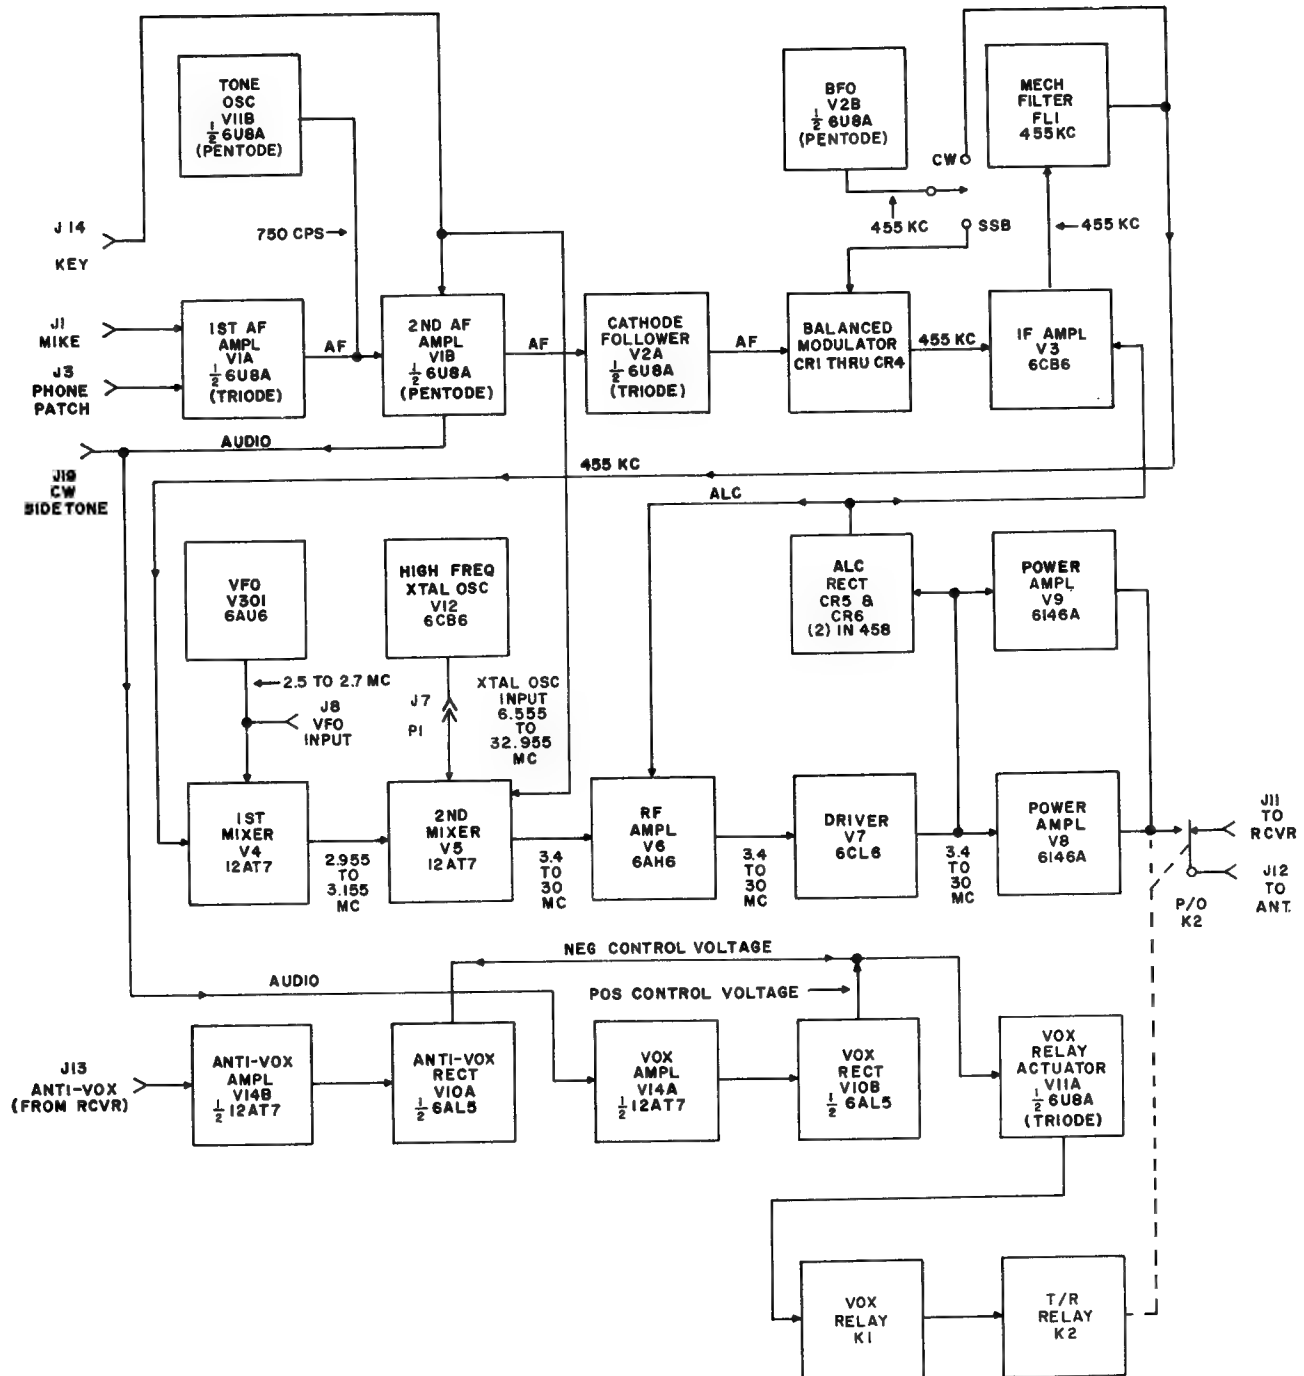 TONE
OSC
V11B
½ 6U8A
(PENTODE)
BFO
V2B
½ 6U8A
(PENTODE)
MECH
FILTER
FL1
455KC
CW
455 KC
SSB
455 KC
J14
KEY
750 CPS
J1
MIKE
J3
PHONE
PATCH
1ST AF
AMPL
V1A
½ 6U8A
(TRIODE)
AF
2ND AF
AMPL
V1B
½ 6U8A
(PENTODE)
AF
CATHODE
FOLLOWER
V2A
½ 6U8A
(TRIODE)
AF
BALANCED
MODULATOR
CR1 THRU CR4
455 KC
IF AMPL
V3
6CB6
AUDIO
J19
CW
SIDETONE
455 KC
ALC
VFO
V301
6AU6
HIGH FREQ
XTAL OSC
V12
6CB6
ALC
RECT
CR5 &
CR6
(2) IN 458
POWER
AMPL
V9
6146A
2.5 TO 2.7 MC
J8
VFO
INPUT
J7
P1
XTAL OSC
INPUT
6.555
TO
32.955
MC
1ST
MIXER
V4
12AT7
2.955
TO
3.155
MC
2ND
MIXER
V5
12AT7
3.4
TO
30
MC
RF
AMPL
V6
6AH6
3.4
TO
30
MC
DRIVER
V7
6CL6
3.4
TO
30
MC
POWER
AMPL
V8
6146A
J11
TO
RCVR
J12
TO
ANT.
P/O
K2
NEG CONTROL VOLTAGE
AUDIO
POS CONTROL VOLTAGE
J13
ANTI-VOX
(FROM RCVR)
ANTI-VOX
AMPL
V14B
½ 12AT7
ANTI-VOX
RECT
V10A
½ 6AL5
VOX
AMPL
V14A
½ 12AT7
VOX
RECT
V10B
½ 6AL5
VOX
RELAY
ACTUATOR
V11A
½ 6U8A
(TRIODE)
VOX
RELAY
K1
T/R
RELAY
K2